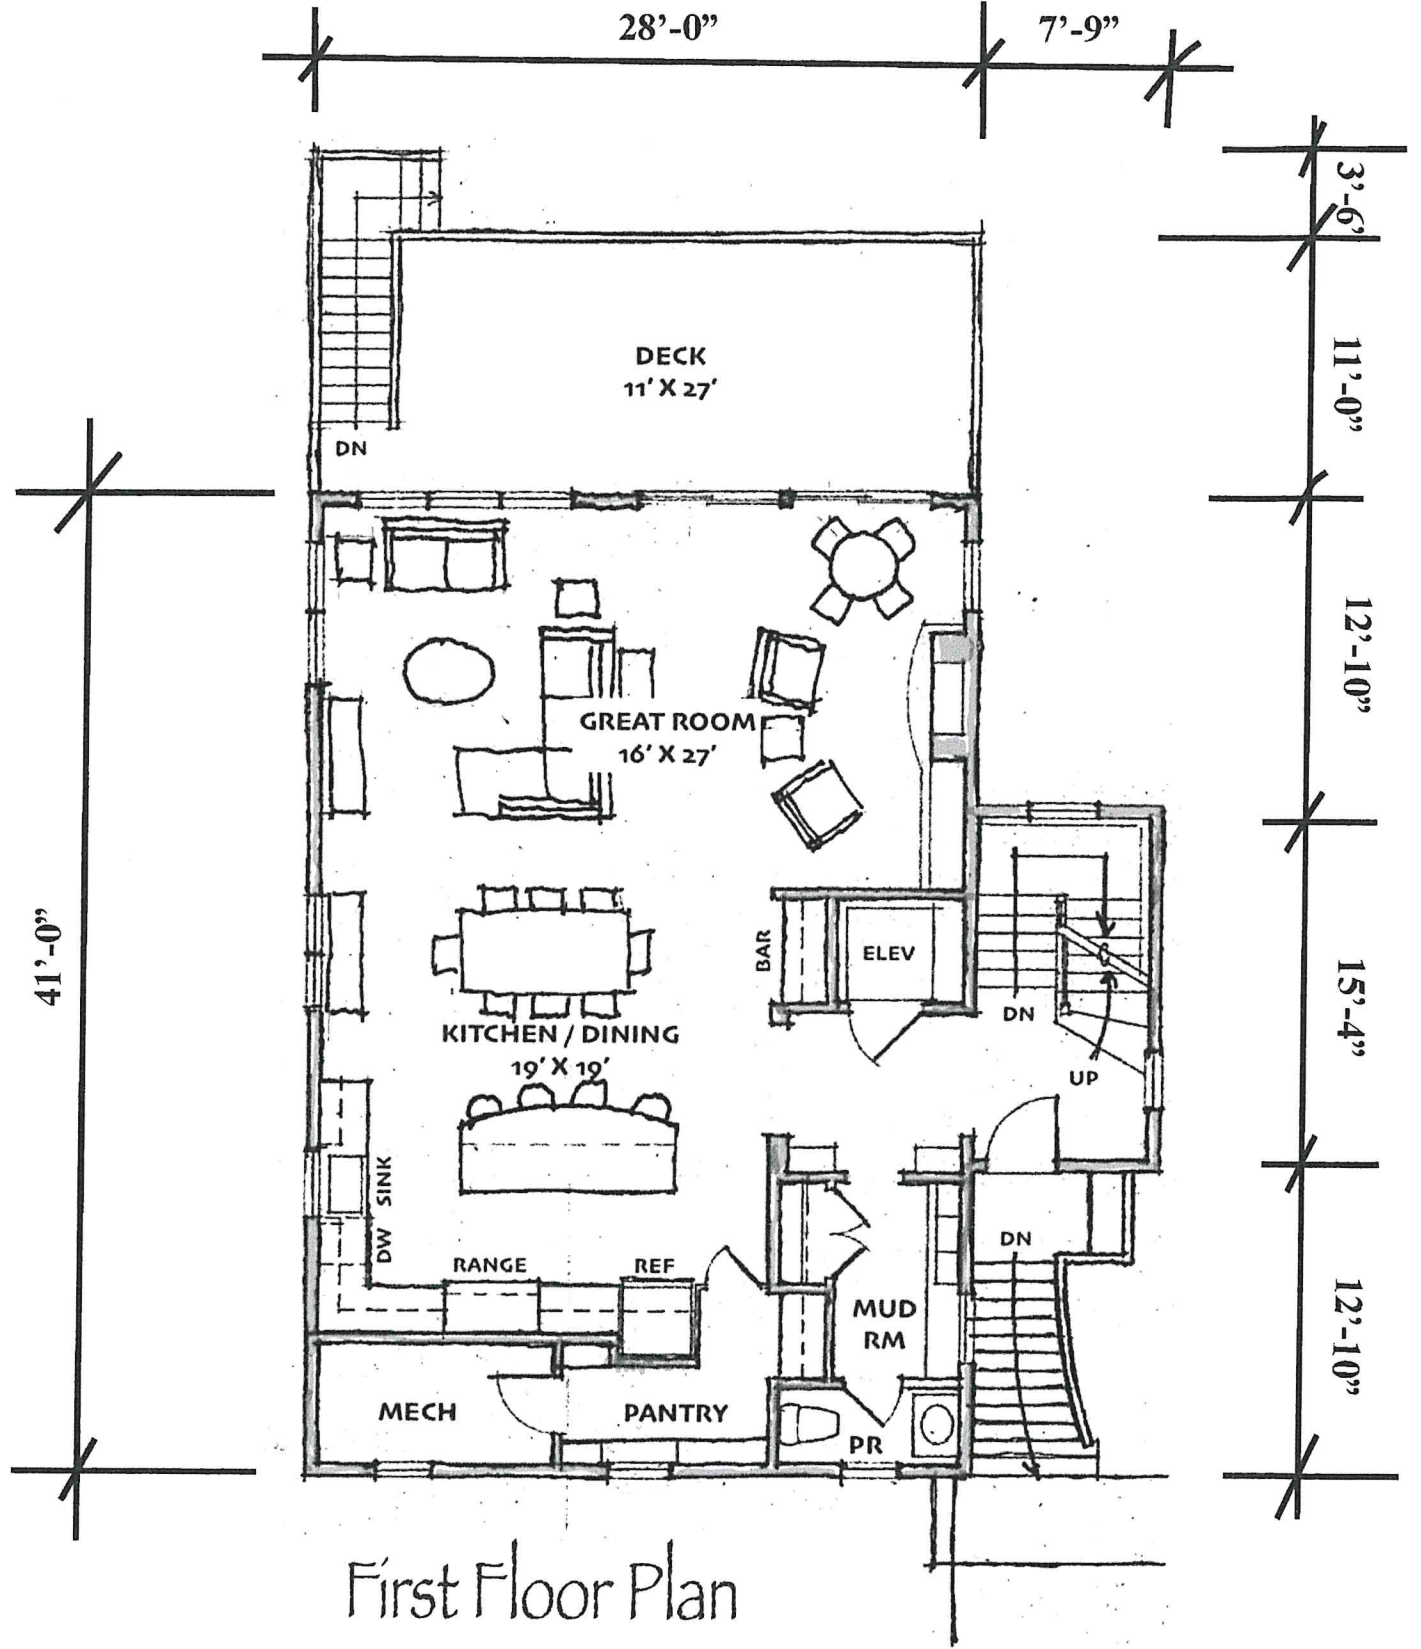 28'-0”
7'-9”
3'-6”
DECK
11' X 27'
11'-0”
DN
12'-10”
GREAT ROOM
16' X 27'
41'-0”
BAR
ELEV
DN
15'-4”
KITCHEN / DINING
19' X 19'
UP
SINK
DW
RANGE
REF
DN
MUD
RM
12'-10”
MECH
PANTRY
PR
First Floor Plan